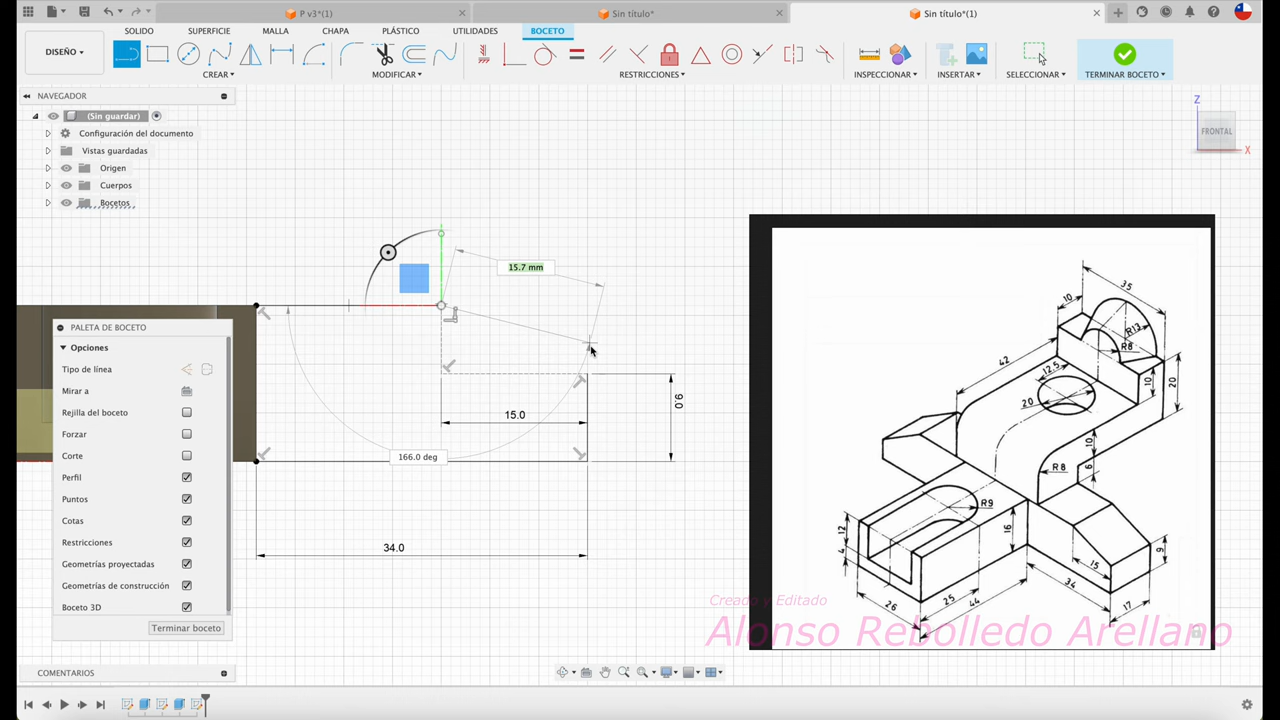 P v3*(1)
Sin título*
Sin título*(1)
DISEÑO
SÓLIDO
SUPERFICIE
MALLA
CHAPA
PLÁSTICO
UTILIDADES
BOCETO
CREAR
MODIFICAR
RESTRICCIONES
INSPECCIONAR
INSERTAR
SELECCIONAR
TERMINAR BOCETO
NAVEGADOR
(Sin guardar)
Configuración del documento
Vistas guardadas
Origen
Cuerpos
Bocetos
Z
FRONTAL
X
15.7 mm
PALETA DE BOCETO
Opciones
Tipo de línea
Mirar a
Rejilla del boceto
Forzar
Corte
Perfil
Puntos
Cotas
Restricciones
Geometrías proyectadas
Geometrías de construcción
Boceto 3D
Terminar boceto
15.0
9.0
166.0 deg
34.0
35
10
R13
R8
42
12.5
20
10
20
10
6
R8
R9
12
4
16
15
9
26
25
44
34
17
Creado y Editado
Alonso Rebolledo Arellano
COMENTARIOS